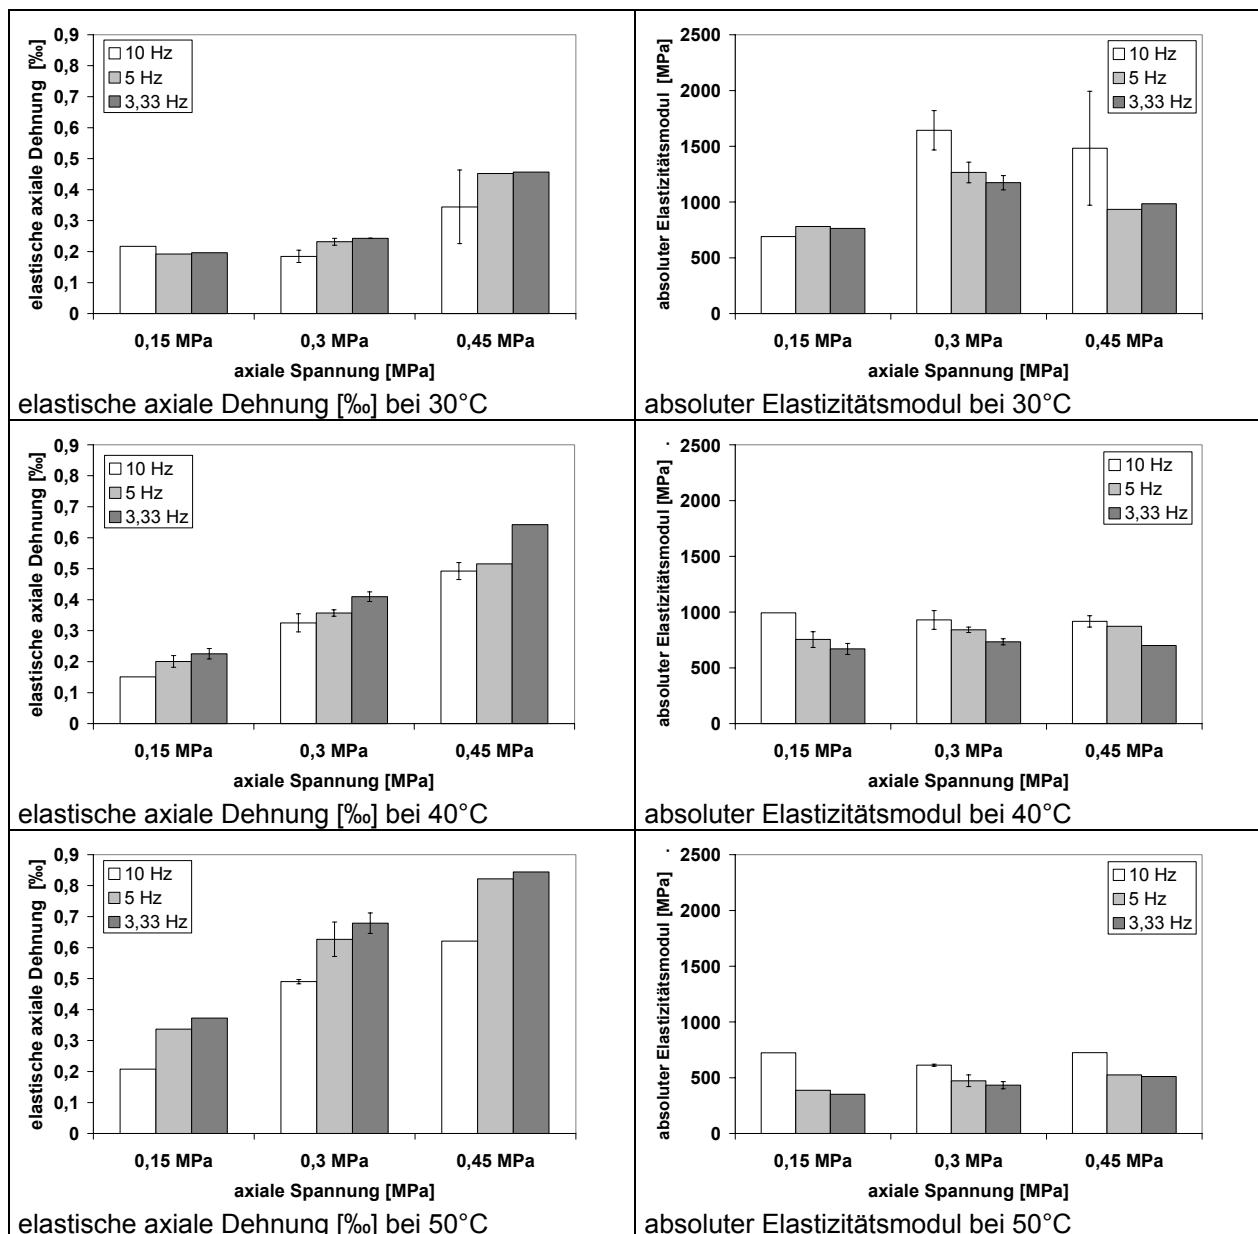 elastische axiale Dehnung [‰]
0,9
0,8
0,7
0,6
0,5
0,4
0,3
0,2
0,1
0
10 Hz
5 Hz
3,33 Hz
0,15 MPa 0,3 MPa 0,45 MPa
axiale Spannung [MPa]
elastische axiale Dehnung [‰] bei 30°C
absoluter Elastizitätsmodul [MPa]
2500
2000
1500
1000
500
0
10 Hz
5 Hz
3,33 Hz
0,15 MPa 0,3 MPa 0,45 MPa
axiale Spannung [MPa]
absoluter Elastizitätsmodul bei 30°C
elastische axiale Dehnung [‰]
0,9
0,8
0,7
0,6
0,5
0,4
0,3
0,2
0,1
0
10 Hz
5 Hz
3,33 Hz
0,15 MPa 0,3 MPa 0,45 MPa
axiale Spannung [MPa]
elastische axiale Dehnung [‰] bei 40°C
absoluter Elastizitätsmodul [MPa] .
2500
2000
1500
1000
500
0
10 Hz
5 Hz
3,33 Hz
0,15 MPa 0,3 MPa 0,45 MPa
axiale Spannung [MPa]
absoluter Elastizitätsmodul bei 40°C
elastische axiale Dehnung [‰]
0,9
0,8
0,7
0,6
0,5
0,4
0,3
0,2
0,1
0
10 Hz
5 Hz
3,33 Hz
0,15 MPa 0,3 MPa 0,45 MPa
axiale Spannung [MPa]
elastische axiale Dehnung [‰] bei 50°C
absoluter Elastizitätsmodul [MPa] .
2500
2000
1500
1000
500
0
10 Hz
5 Hz
3,33 Hz
0,15 MPa 0,3 MPa 0,45 MPa
axiale Spannung [MPa]
absoluter Elastizitätsmodul bei 50°C